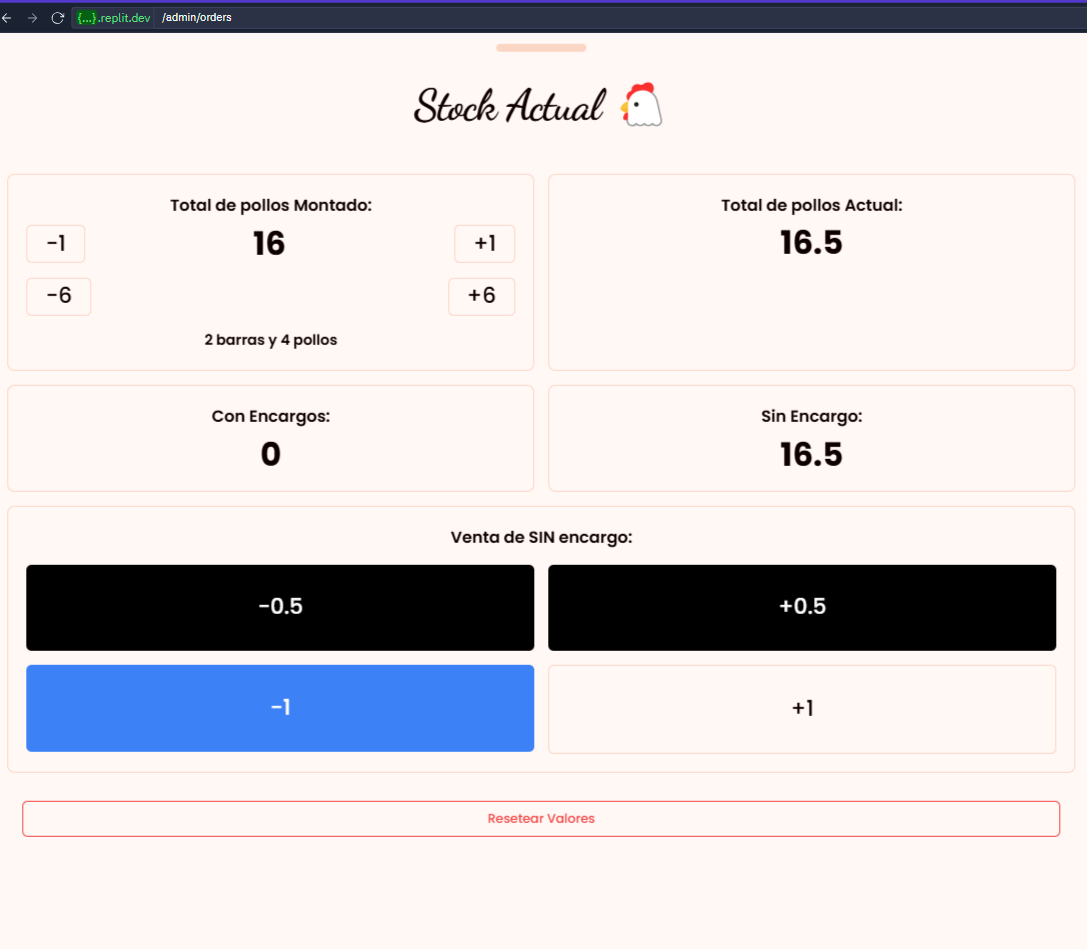 {...}.replit.dev /admin/orders
Stock Actual
Total de pollos Montado:
-1
16
+1
-6
+6
2 barras y 4 pollos
Total de pollos Actual:
16.5
Con Encargos:
0
Sin Encargo:
16.5
Venta de SIN encargo:
-0.5
+0.5
-1
+1
Resetear Valores